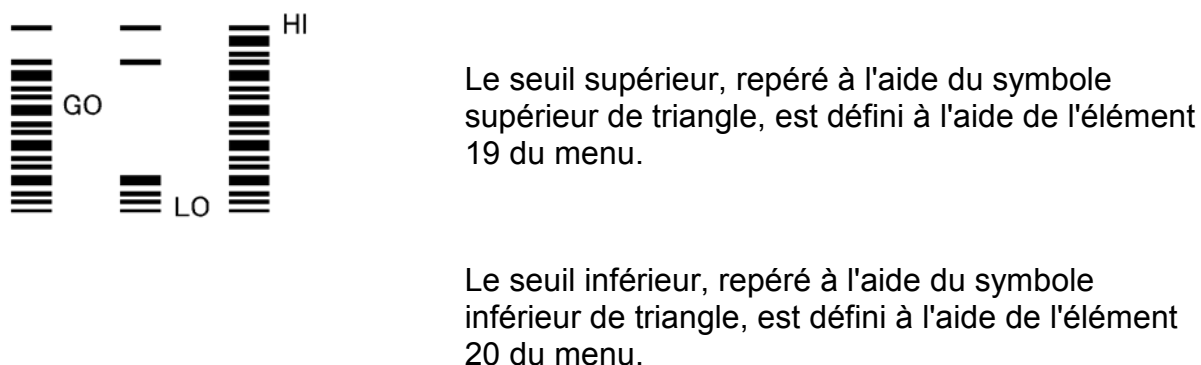 HI
GO
LO
Le seuil supérieur, repéré à l'aide du symbole
supérieur de triangle, est défini à l'aide de l'élément
19 du menu.
Le seuil inférieur, repéré à l'aide du symbole
inférieur de triangle, est défini à l'aide de l'élément
20 du menu.